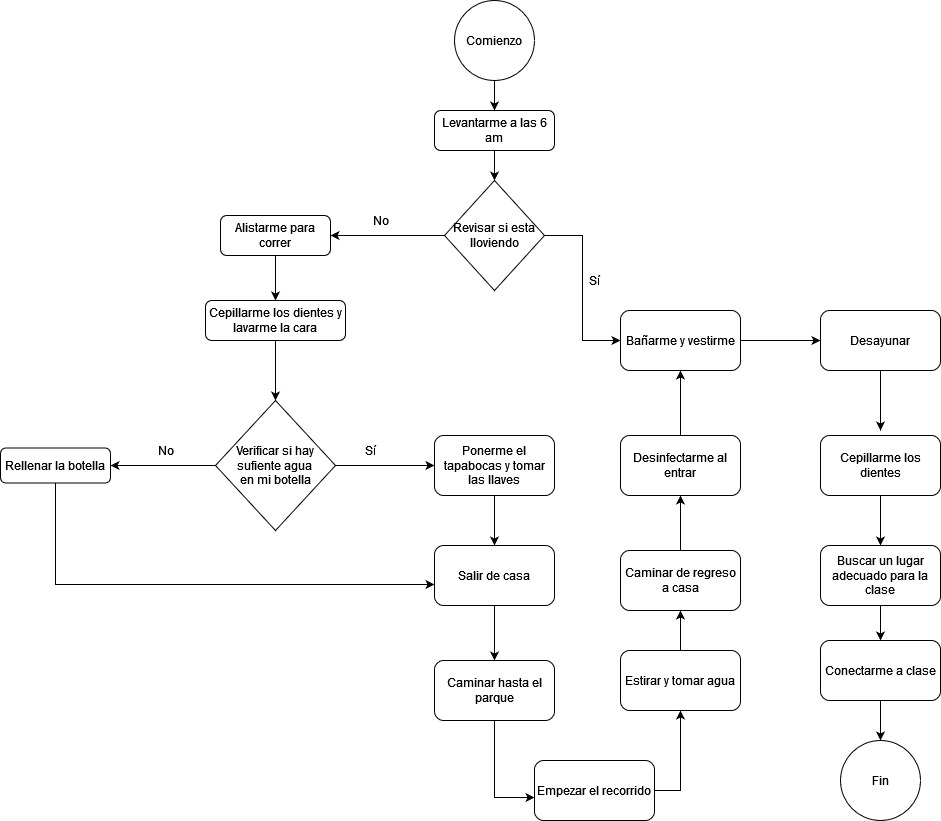 Comienzo
Levantarme a las 6
am
Revisar si esta
lloviendo
No
Sí
Alistarme para
correr
Cepillarme los dientes y
lavarme la cara
Verificar si hay
sufiente agua
en mi botella
No
Sí
Rellenar la botella
Ponerme el
tapabocas y tomar
las llaves
Salir de casa
Caminar hasta el
parque
Empezar el recorrido
Estirar y tomar agua
Caminar de regreso
a casa
Desinfectarme al
entrar
Bañarme y vestirme
Desayunar
Cepillarme los
dientes
Buscar un lugar
adecuado para la
clase
Conectarme a clase
Fin